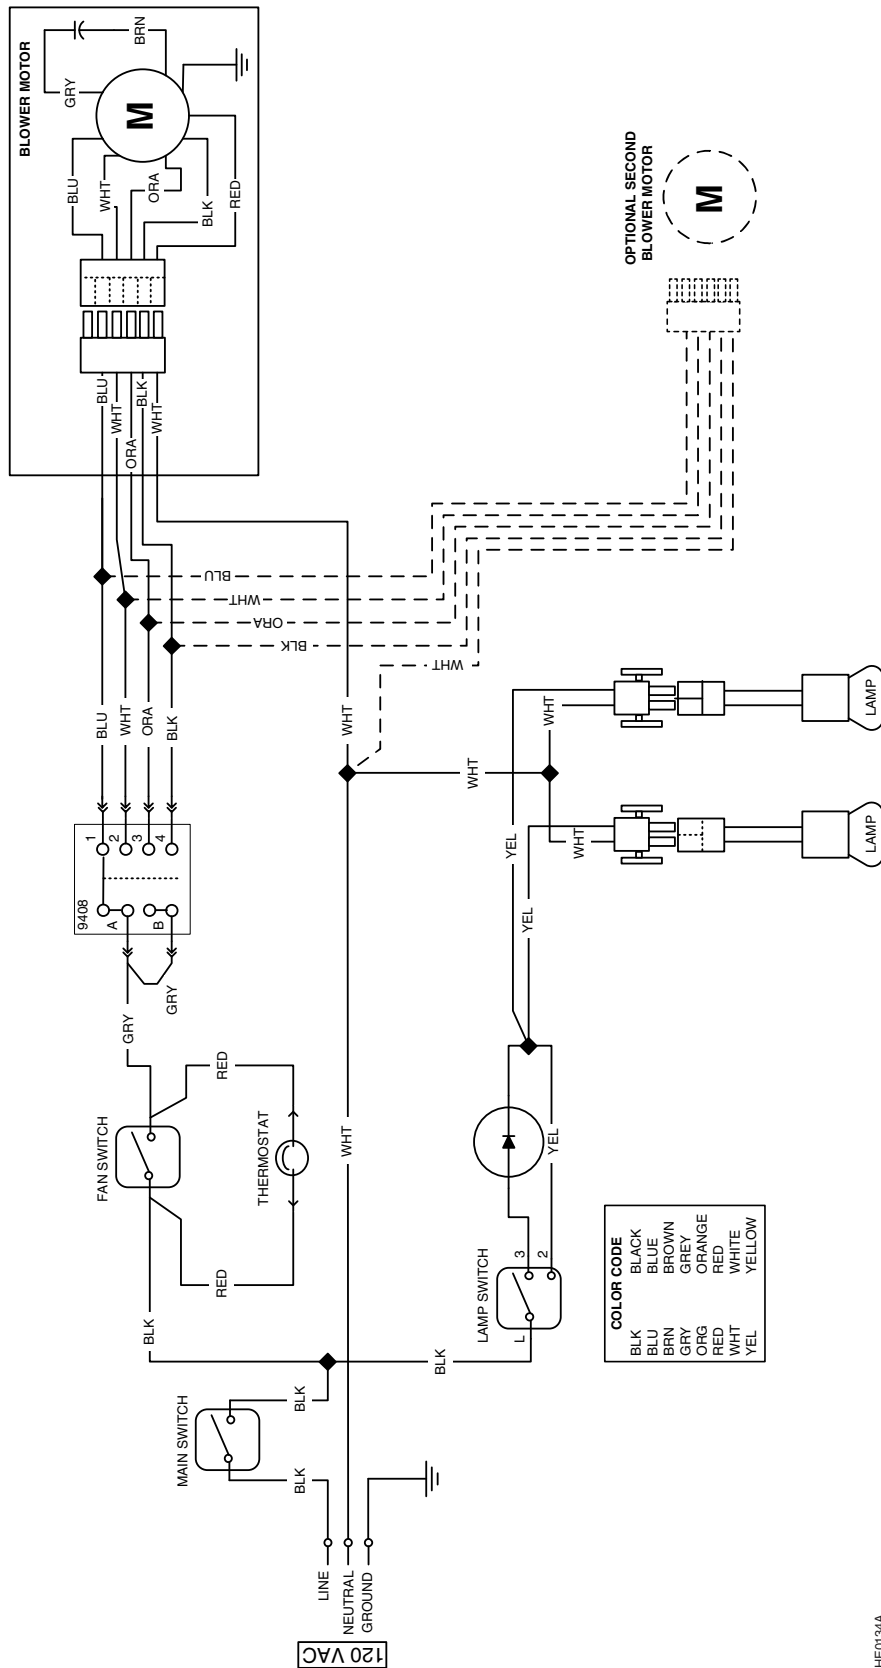 BLOWER MOTOR
GRY
BRN
M
BLU
WHT
ORA
BLK
RED
BLU
WHT
ORA
BLK
WHT
OPTIONAL SECOND
BLOWER MOTOR
M
BLU
WHT
ORA
BLK
WHT
BLU
WHT
ORA
BLK
WHT
9408
A
B
1
2
3
4
GRY
GRY
FAN SWITCH
RED
RED
THERMOSTAT
BLK
WHT
WHT
WHT
WHT
YEL
YEL
YEL
LAMP
LAMP
LAMP SWITCH
L
3
2
BLK
MAIN SWITCH
BLK
BLK
LINE
NEUTRAL
GROUND
120 VAC
COLOR CODE
BLK BLACK
BLU BLUE
BRN BROWN
GRY GREY
ORG ORANGE
RED RED
WHT WHITE
YEL YELLOW
HE0134A